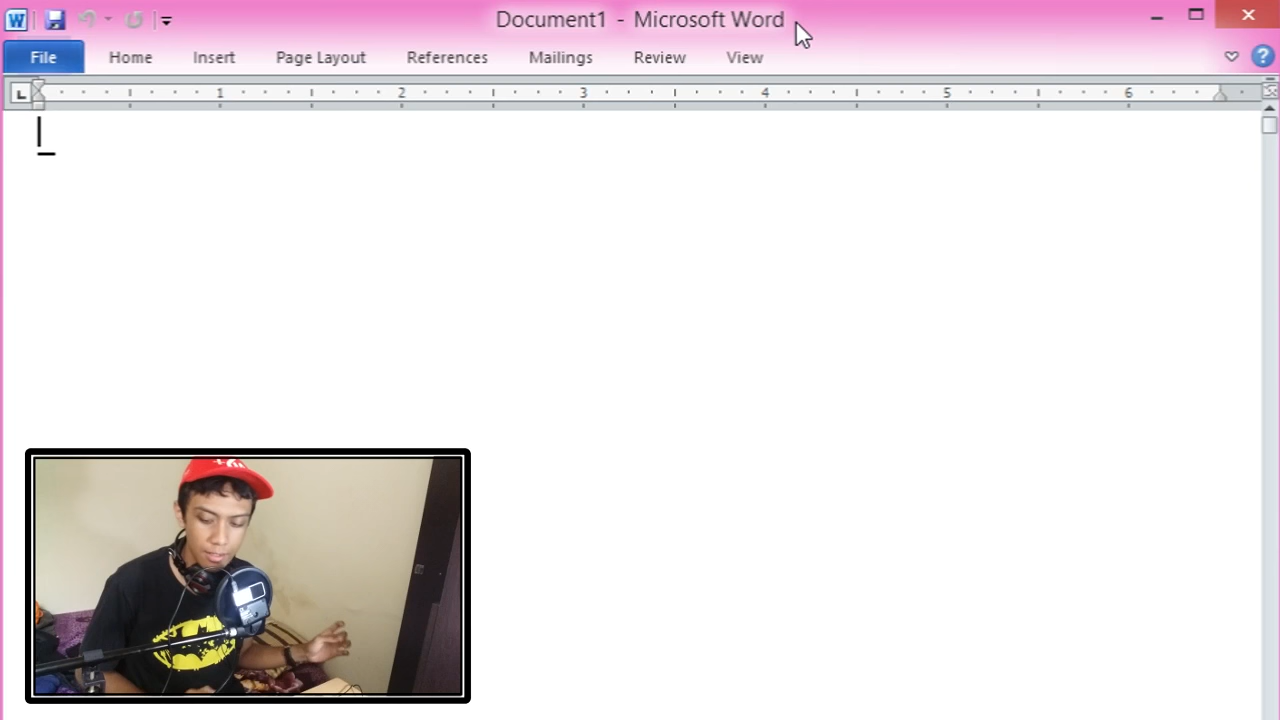 Document1 - Microsoft Word
File Home Insert Page Layout References Mailings Review View
1 2 3 4 5 6